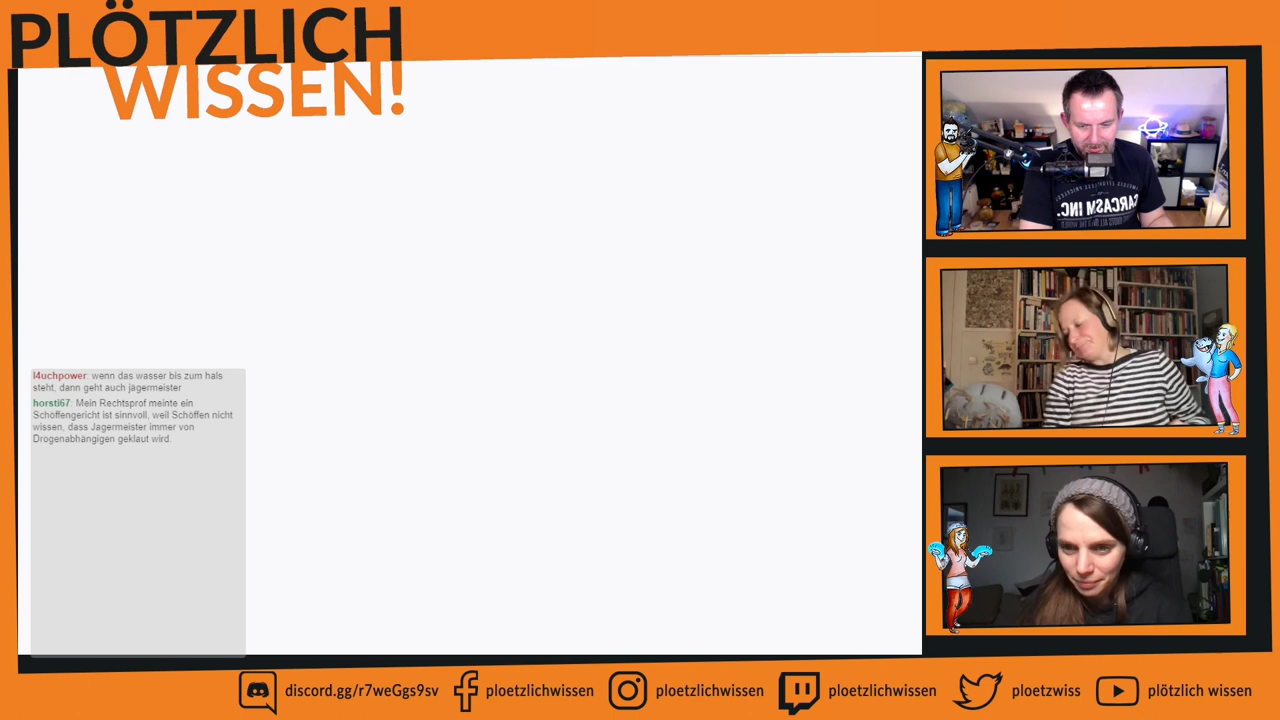 PLÖTZLICH
WISSEN!
SARCASM INC.
l4uchpower: wenn das wasser bis zum hals
steht, dann geht auch jägermeister
horsti67: Mein Rechtsprof meinte ein
Schöffengericht ist sinnvoll, weil Schöffen nicht
wissen, dass Jagermeister immer von
Drogenabhängigen geklaut wird.
discord.gg/r7weGgs9sv
ploetzlichwissen
ploetzlichwissen
ploetzlichwissen
ploetzwiss
plötzlich wissen